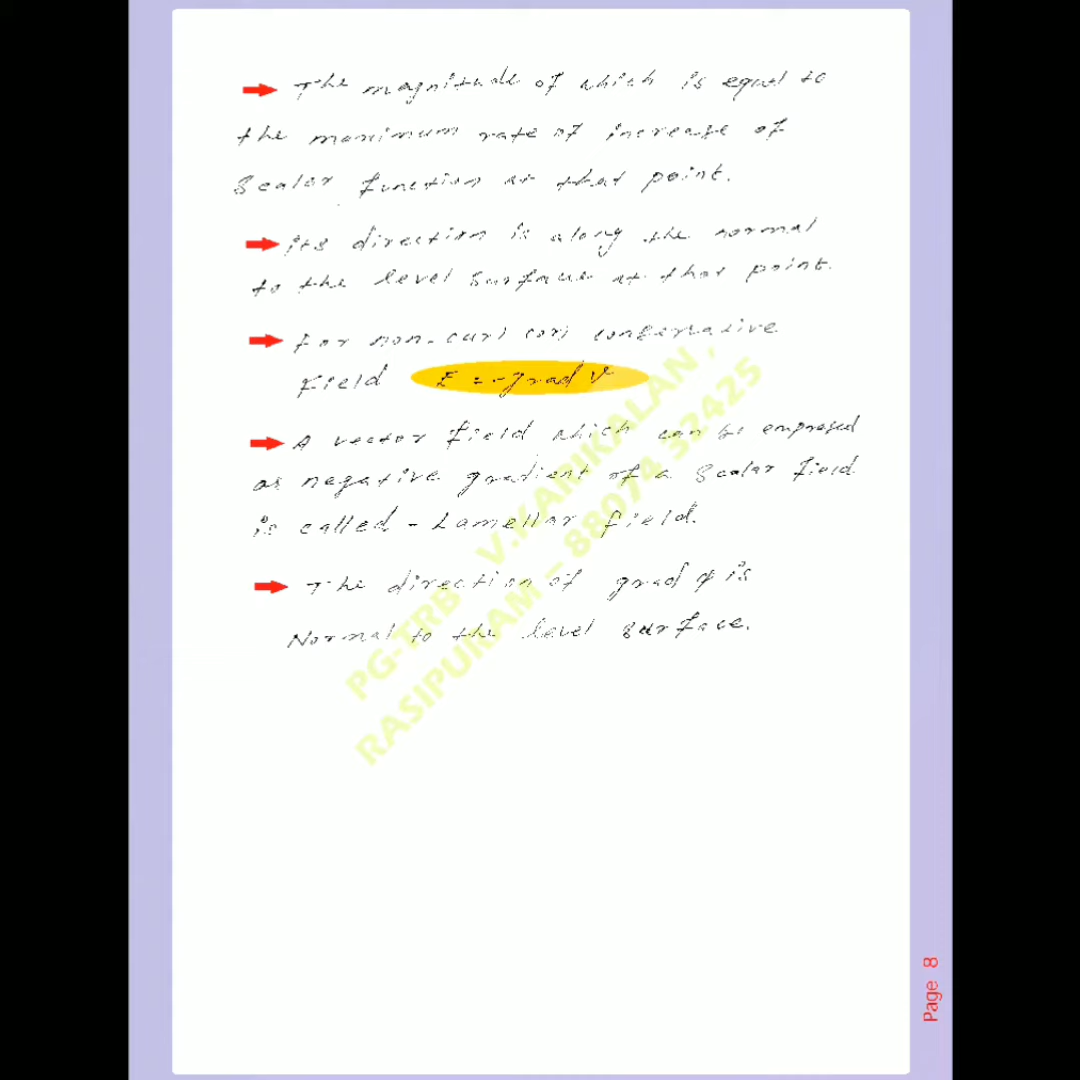 The magnitude of which is equal to
the maximum rate of increase of
scalar function at that point.
its direction is along the normal
to the level surface at that point.
For non-curl (or) conservative
Field E = - grad V
A vector field which can be expressed
as negative gradient of a scalar field
is called - Lamellar field.
The direction of grad φ is
Normal to the level surface.
PG-TRB V.KARIKALAN,
RASIPURAM - 88074 32425
Page 8